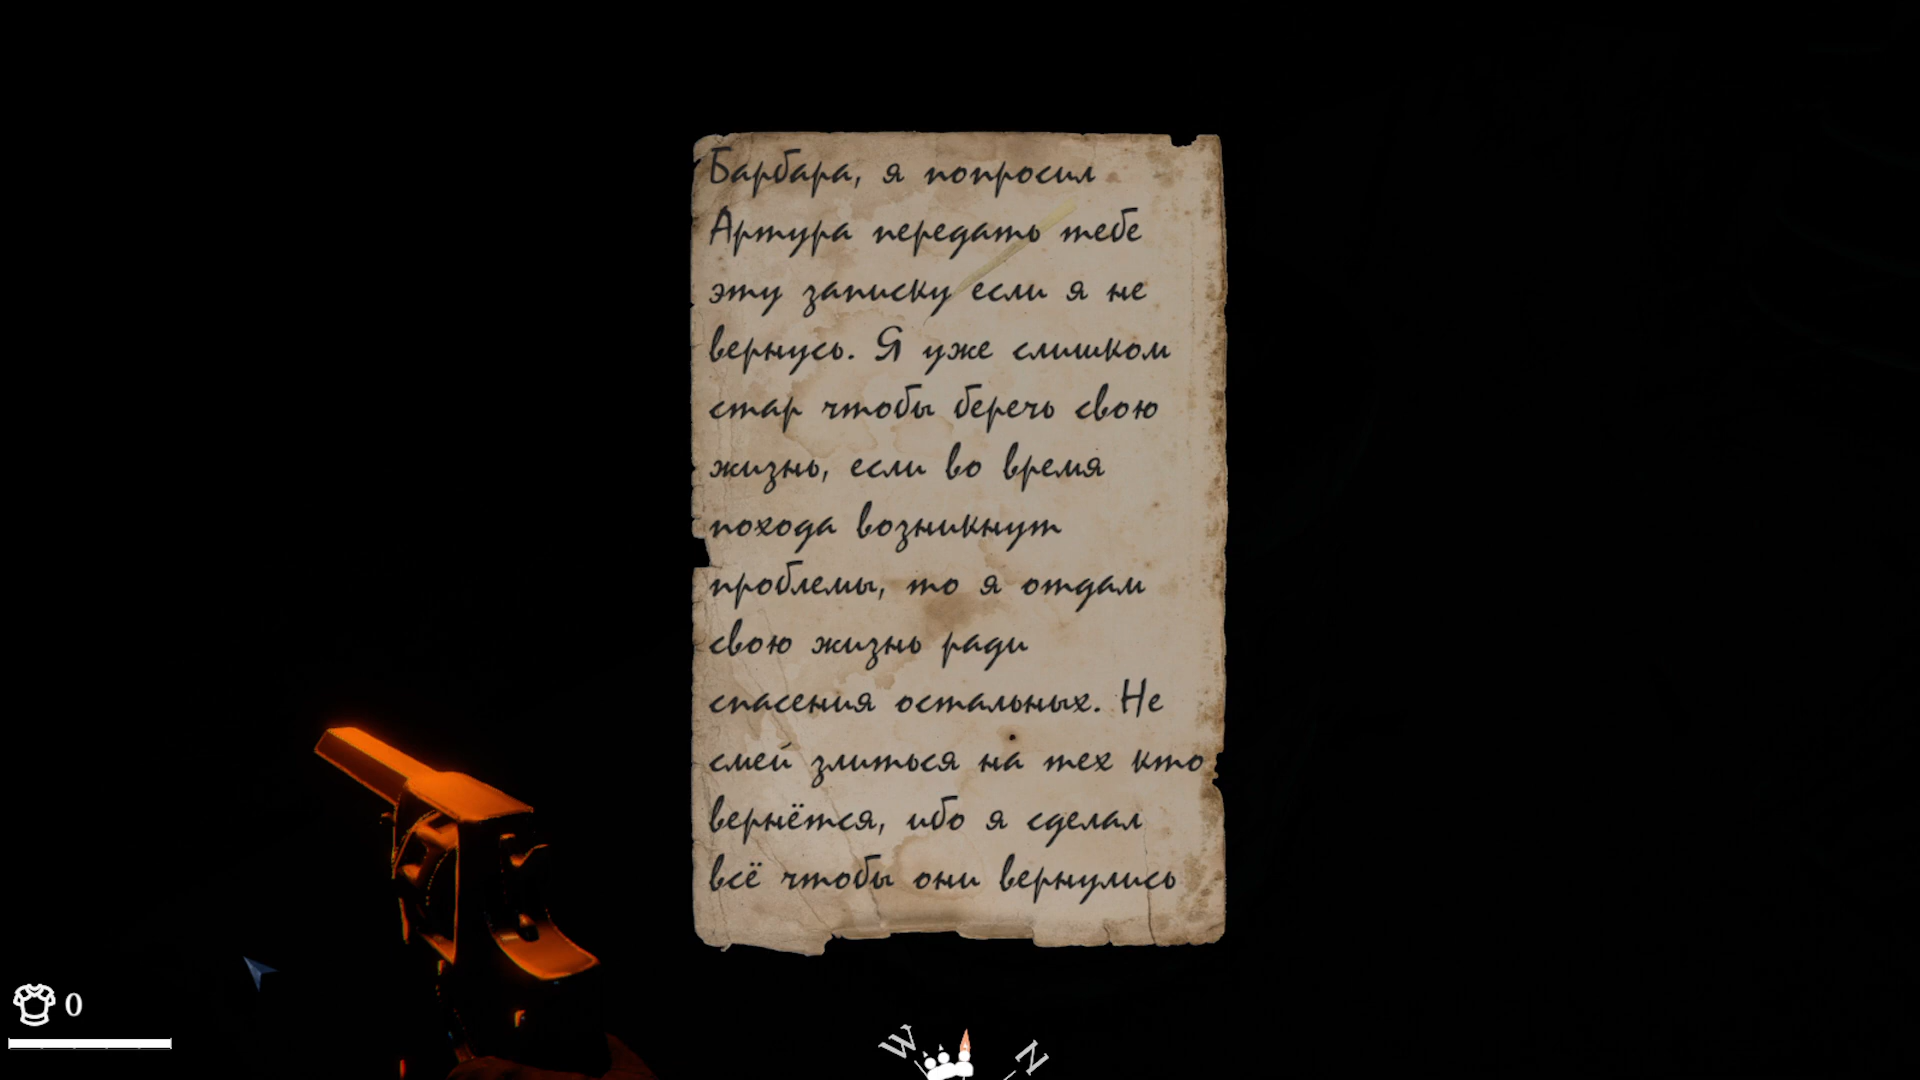 Барбара, я попросил
Артура передать тебе
эту записку если я не
вернусь. Я уже слишком
стар чтобы беречь свою
жизнь, если во время
похода возникнут
проблемы, то я отдам
свою жизнь ради
спасения остальных. Не
смей злиться на тех кто
вернётся, ибо я сделал
всё чтобы они вернулись
0
W
N